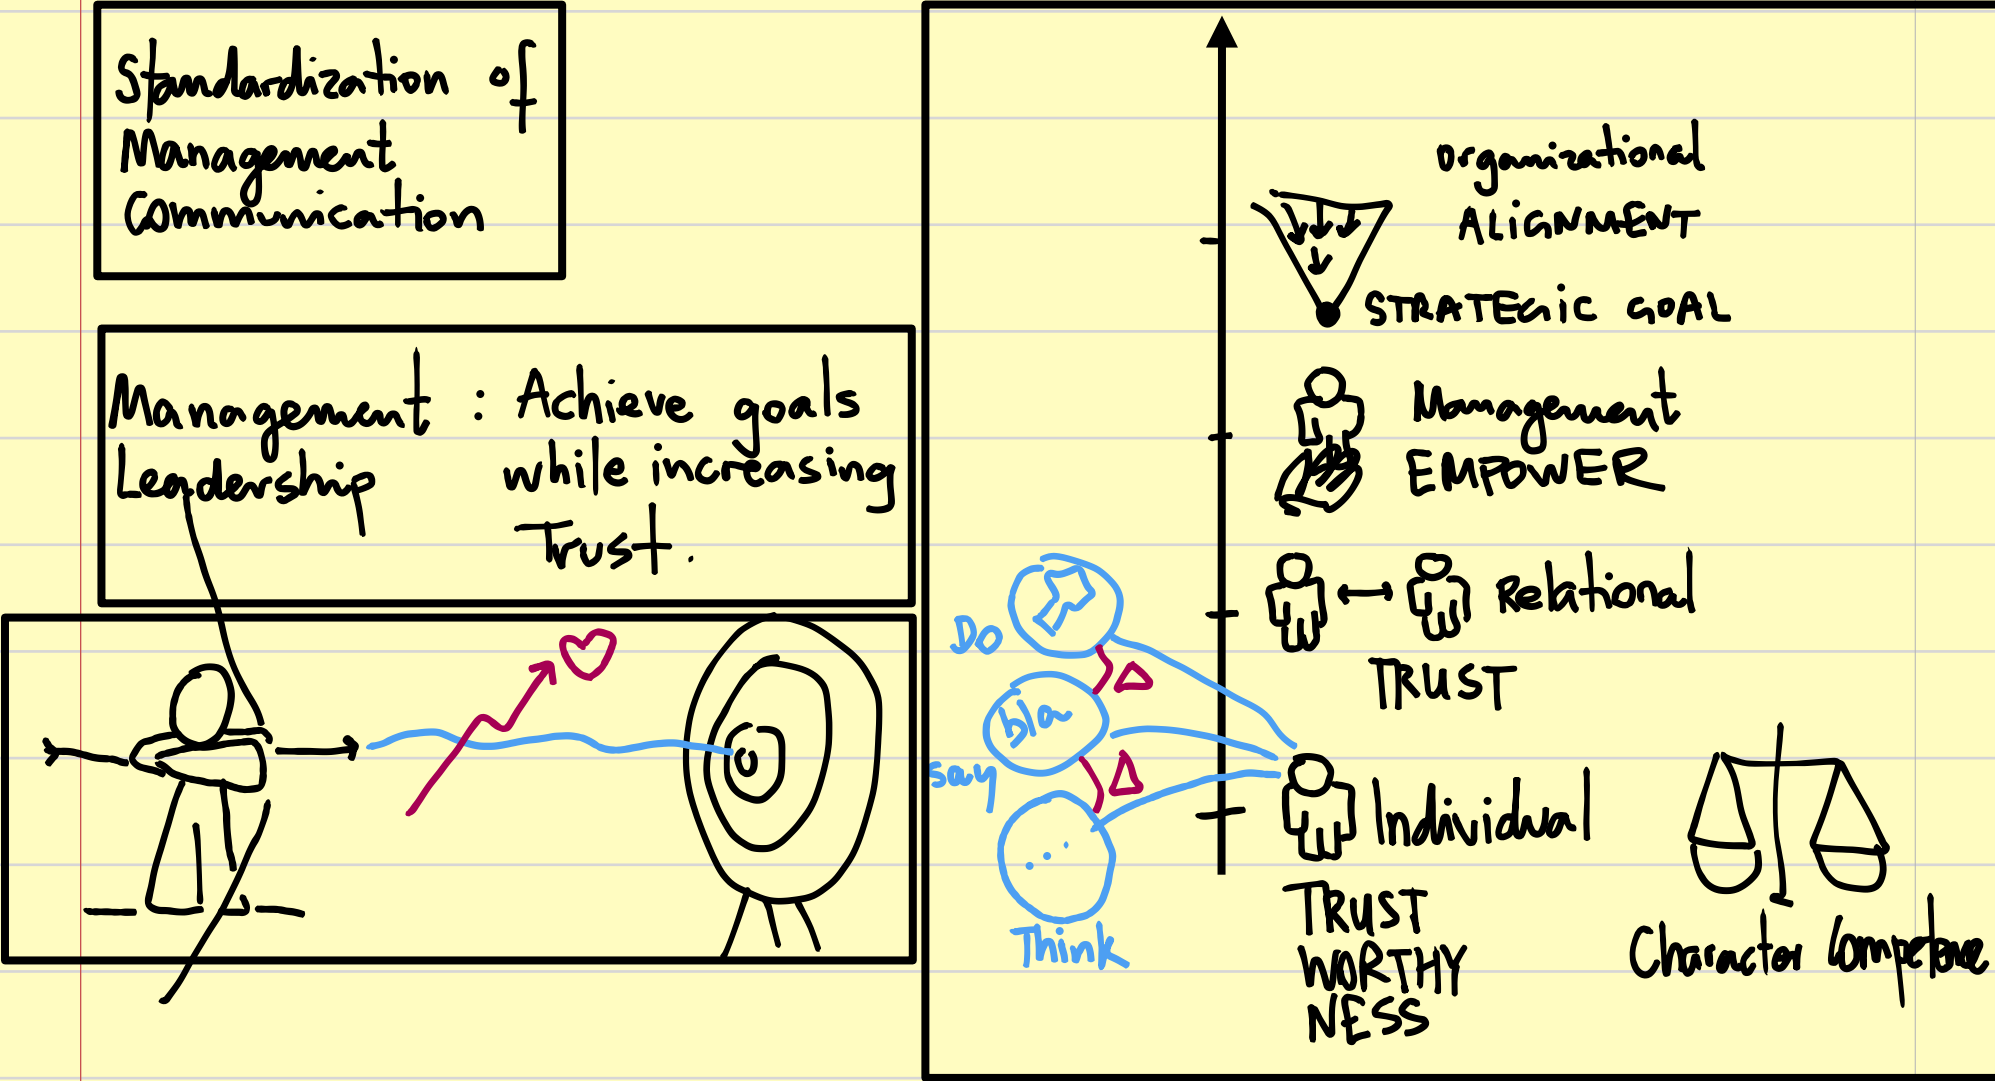 Standardization of
Management
Communication
Management : Achieve goals
Leadership while increasing
Trust.
organizational
ALIGNMENT
STRATEGIC GOAL
Management
EMPOWER
Relational
TRUST
Do
bla
say
...
Think
Individual
TRUST
WORTHY
NESS
Character Competence